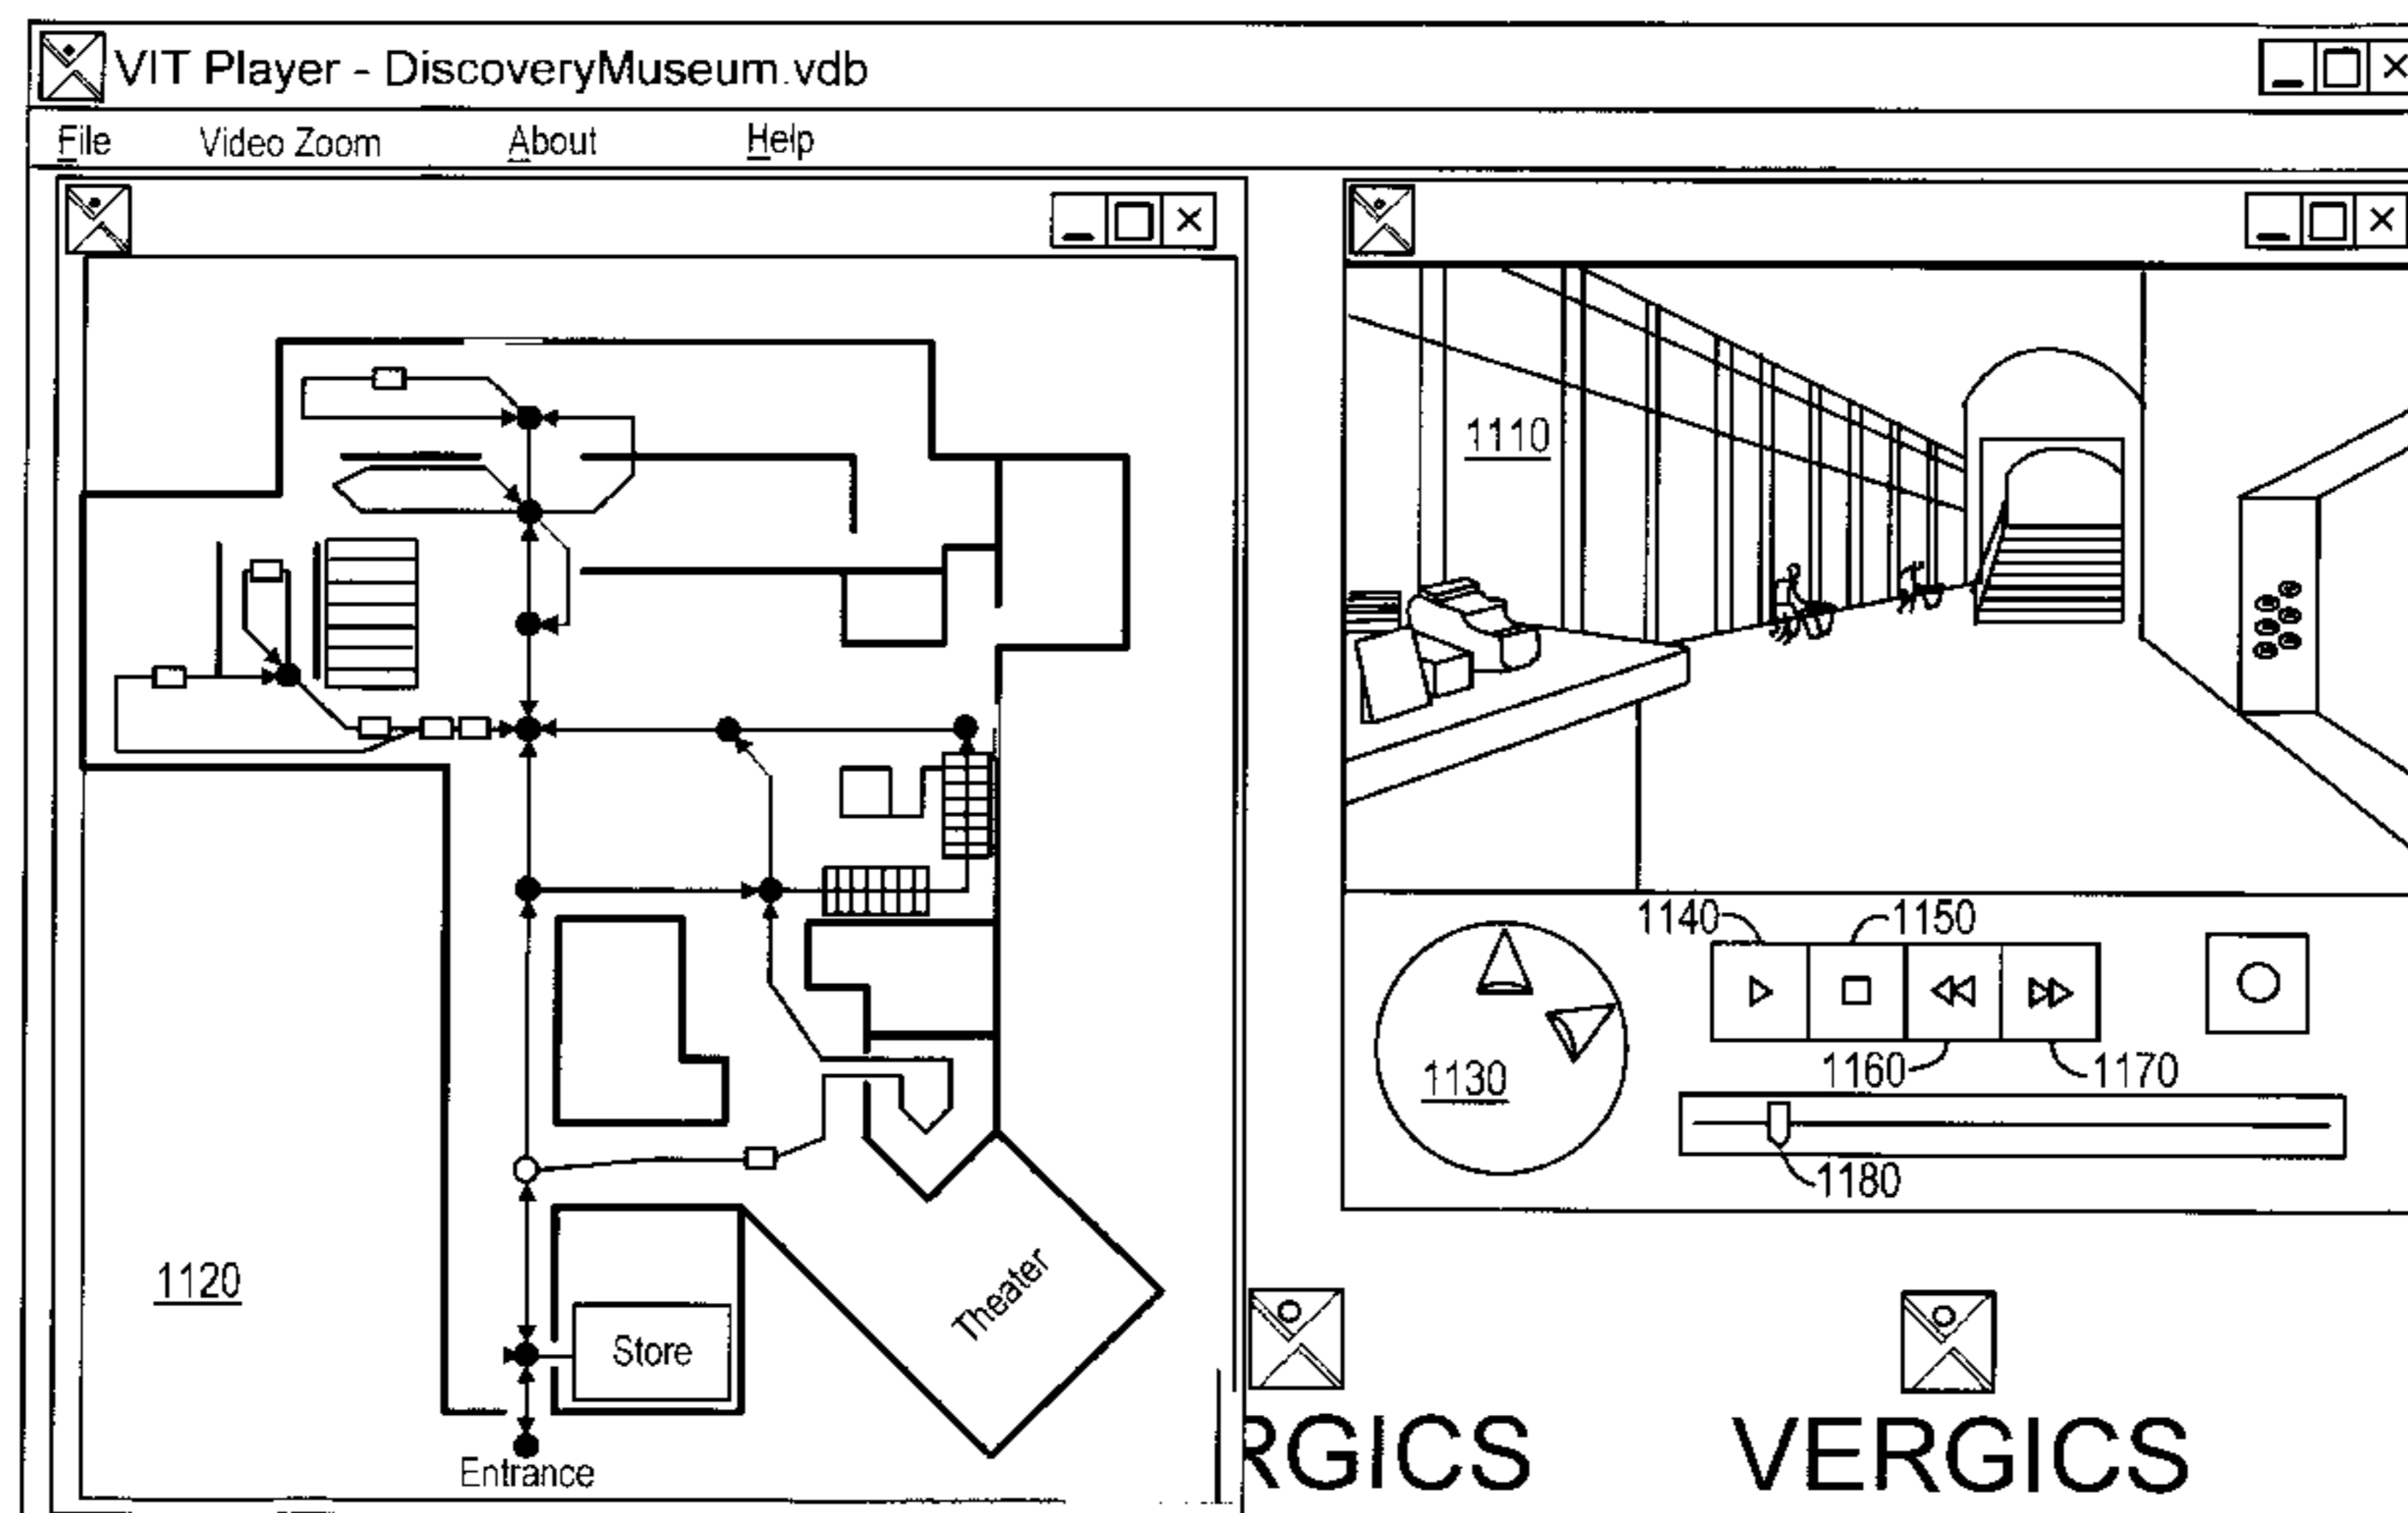 VIT Player - DiscoveryMuseum.vdb
File Video Zoom About Help
1110
1140 1150
1130
1160 1170
1180
1120
Theater
Store
Entrance
RGICS VERGICS